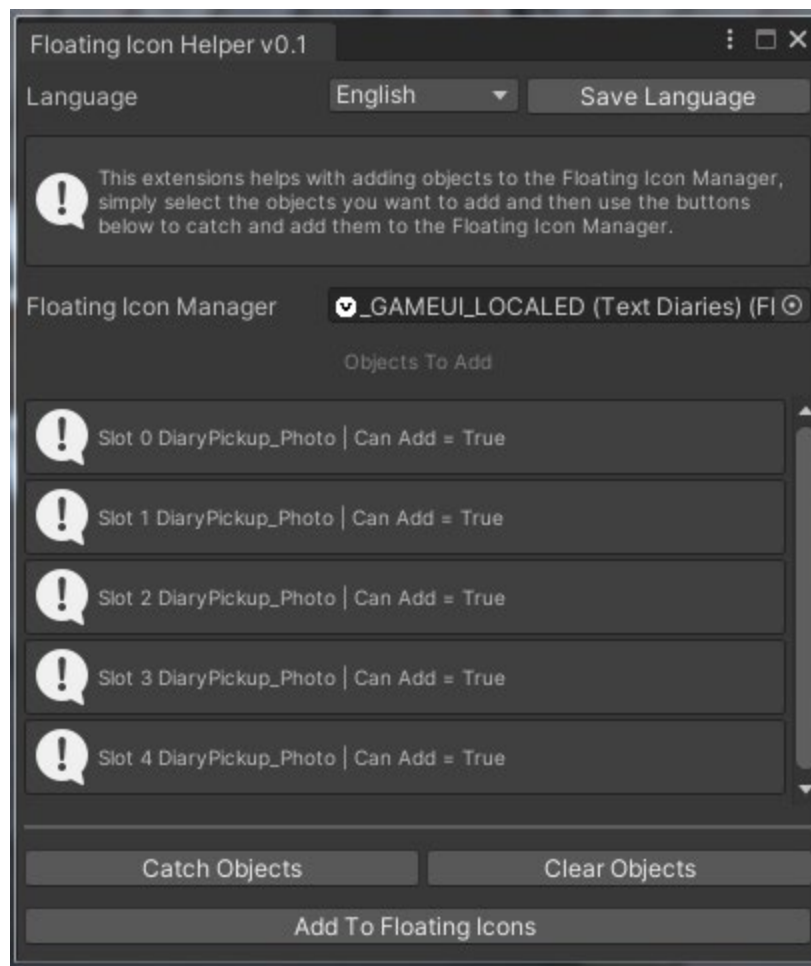 Floating Icon Helper v0.1
Language English Save Language
This extensions helps with adding objects to the Floating Icon Manager,
simply select the objects you want to add and then use the buttons
below to catch and add them to the Floating Icon Manager.
Floating Icon Manager _GAMEUI_LOCALED (Text Diaries) (Fl
Objects To Add
Slot 0 DiaryPickup_Photo | Can Add = True
Slot 1 DiaryPickup_Photo | Can Add = True
Slot 2 DiaryPickup_Photo | Can Add = True
Slot 3 DiaryPickup_Photo | Can Add = True
Slot 4 DiaryPickup_Photo | Can Add = True
Catch Objects Clear Objects
Add To Floating Icons